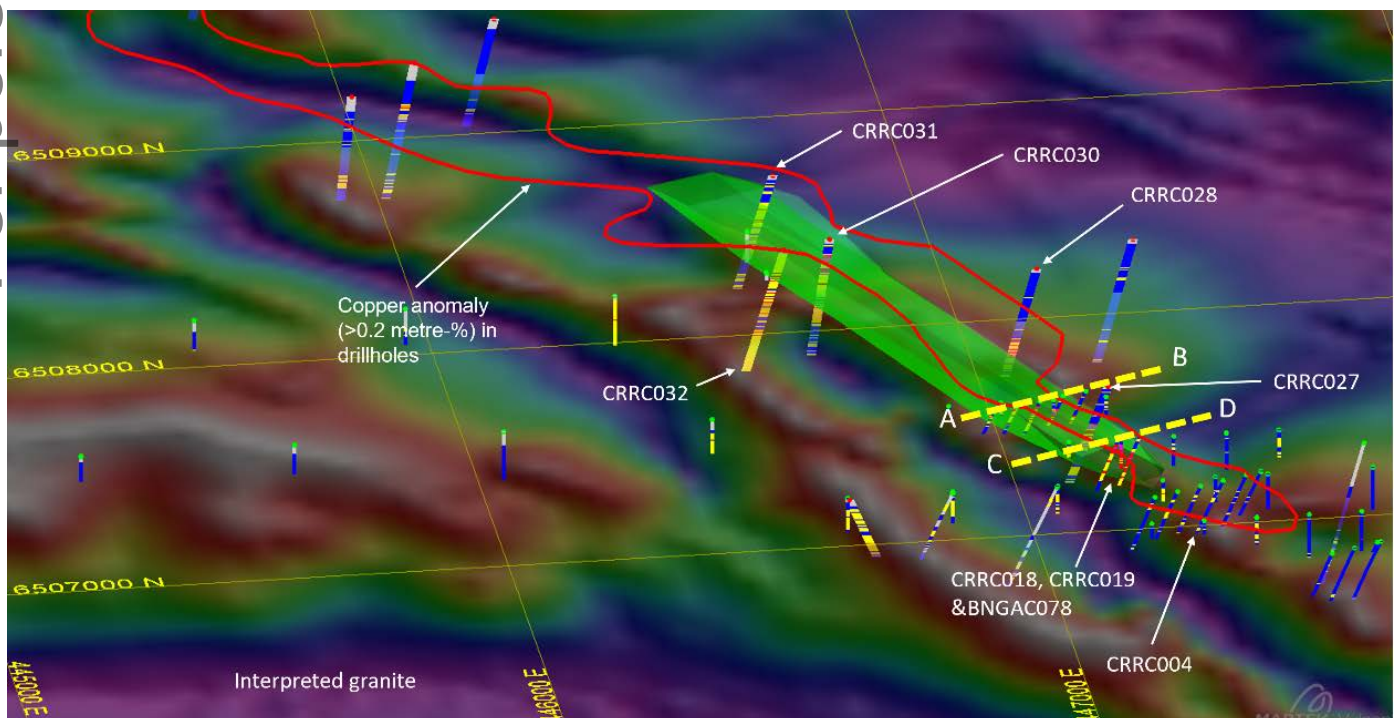 CRRC031
CRRC030
CRRC028
6509000 N
Copper anomaly
(>0.2 metre-%) in
drillholes
6508000 N
CRRC032
B
CRRC027
A
D
C
CRRC018, CRRC019
&BNGAC078
6507000 N
CRRC004
445000 E
446000 E
447000 E
Interpreted granite